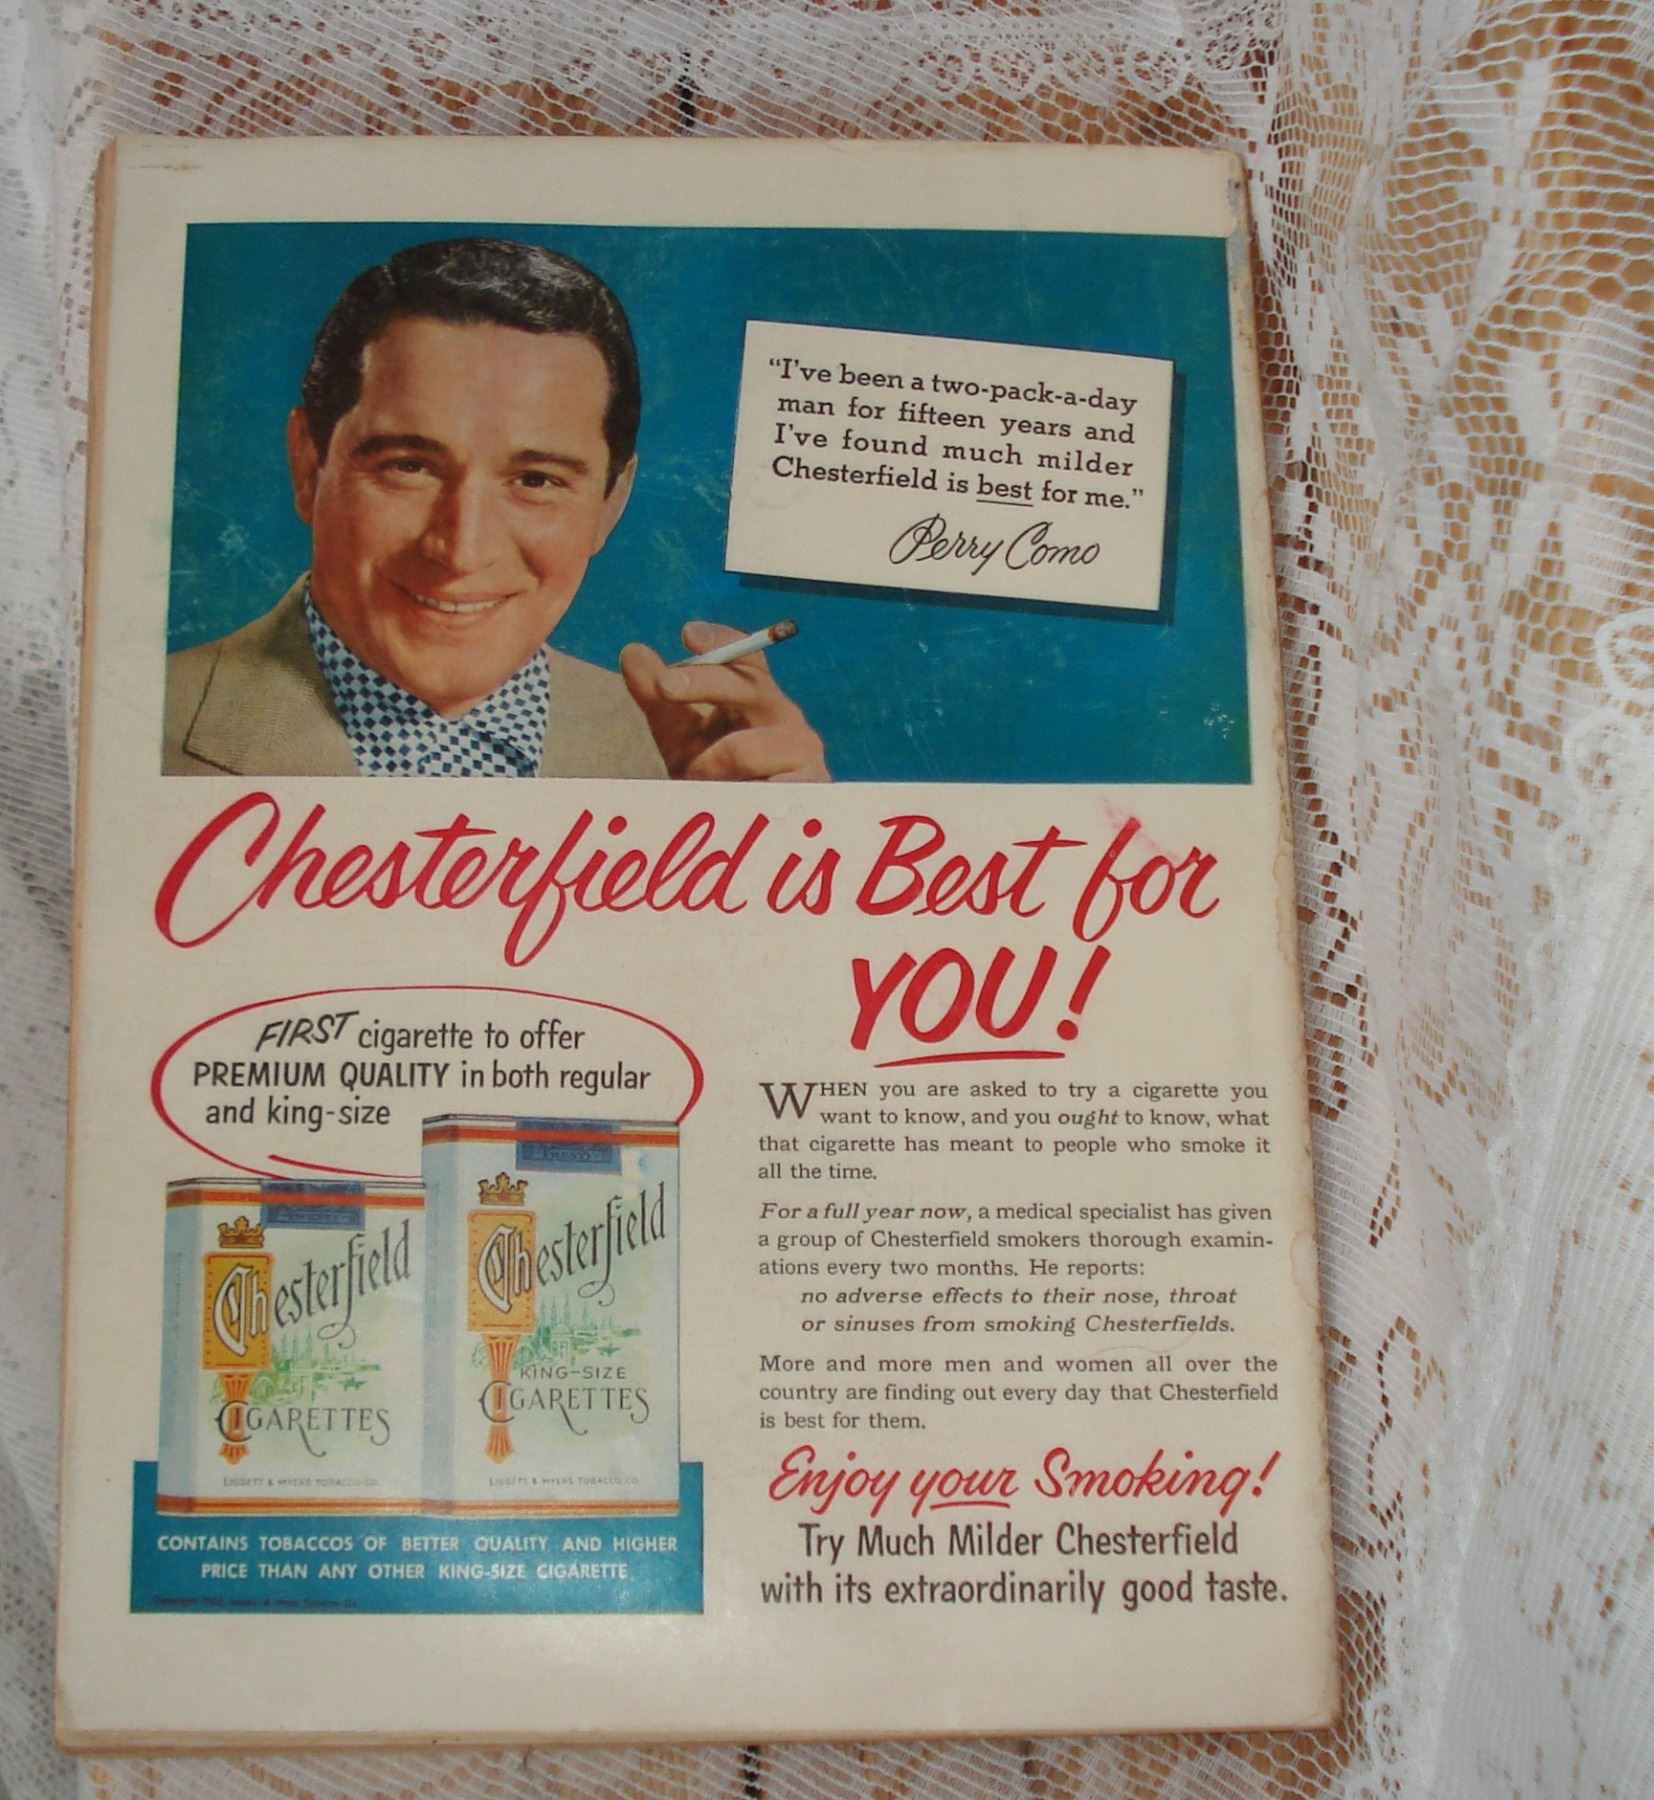 “I’ve been a two-pack-a-day
man for fifteen years and
I’ve found much milder
Chesterfield is best for me.”
Perry Como
Chesterfield is Best for
YOU!
FIRST cigarette to offer
PREMIUM QUALITY in both regular
and king-size
Chesterfield
CIGARETTES
LIGGETT & MYERS TOBACCO CO.
Chesterfield
KING-SIZE
CIGARETTES
LIGGETT & MYERS TOBACCO CO.
CONTAINS TOBACCOS OF BETTER QUALITY AND HIGHER
PRICE THAN ANY OTHER KING-SIZE CIGARETTE
WHEN you are asked to try a cigarette you
want to know, and you ought to know, what
that cigarette has meant to people who smoke it
all the time.
For a full year now, a medical specialist has given
a group of Chesterfield smokers thorough examin-
ations every two months. He reports:
no adverse effects to their nose, throat
or sinuses from smoking Chesterfields.
More and more men and women all over the
country are finding out every day that Chesterfield
is best for them.
Enjoy your Smoking!
Try Much Milder Chesterfield
with its extraordinarily good taste.